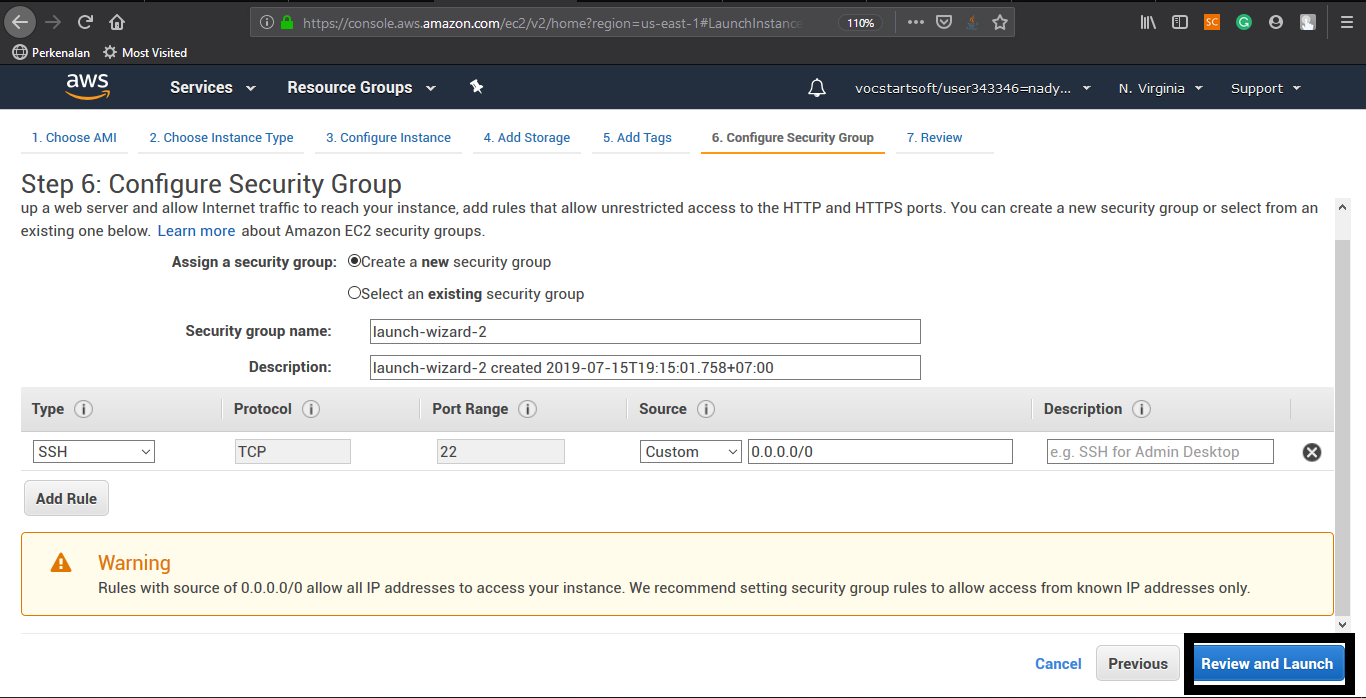 https://console.aws.amazon.com/ec2/v2/home?region=us-east-1#LaunchInstance 110%
SC G
Perkenalan Most Visited
aws Services Resource Groups vocstartsoft/user343346=nady... N. Virginia Support
1. Choose AMI 2. Choose Instance Type 3. Configure Instance 4. Add Storage 5. Add Tags 6. Configure Security Group 7. Review
Step 6: Configure Security Group
up a web server and allow Internet traffic to reach your instance, add rules that allow unrestricted access to the HTTP and HTTPS ports. You can create a new security group or select from an
existing one below. Learn more about Amazon EC2 security groups.
Assign a security group: Create a new security group
Select an existing security group
Security group name: launch-wizard-2
Description: launch-wizard-2 created 2019-07-15T19:15:01.758+07:00
Type i Protocol i Port Range i Source i Description i
SSH TCP 22 Custom 0.0.0.0/0 e.g. SSH for Admin Desktop
Add Rule
Warning
Rules with source of 0.0.0.0/0 allow all IP addresses to access your instance. We recommend setting security group rules to allow access from known IP addresses only.
Cancel Previous Review and Launch